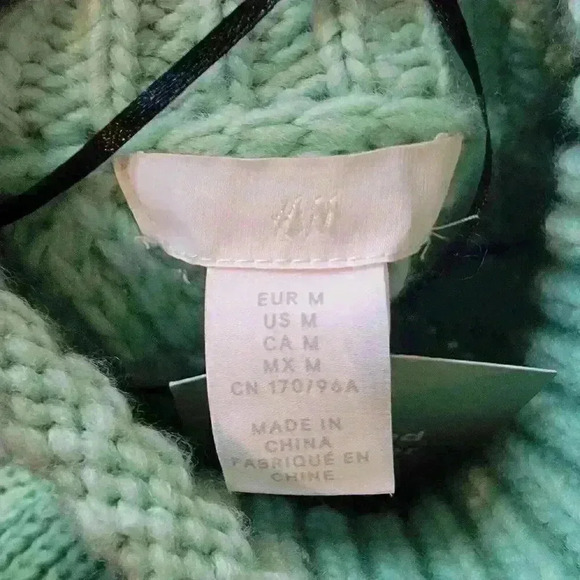 H&M
EUR M
US M
CA M
MX M
CN 170/96A
MADE IN
CHINA
FABRIQUÉ EN
CHINE